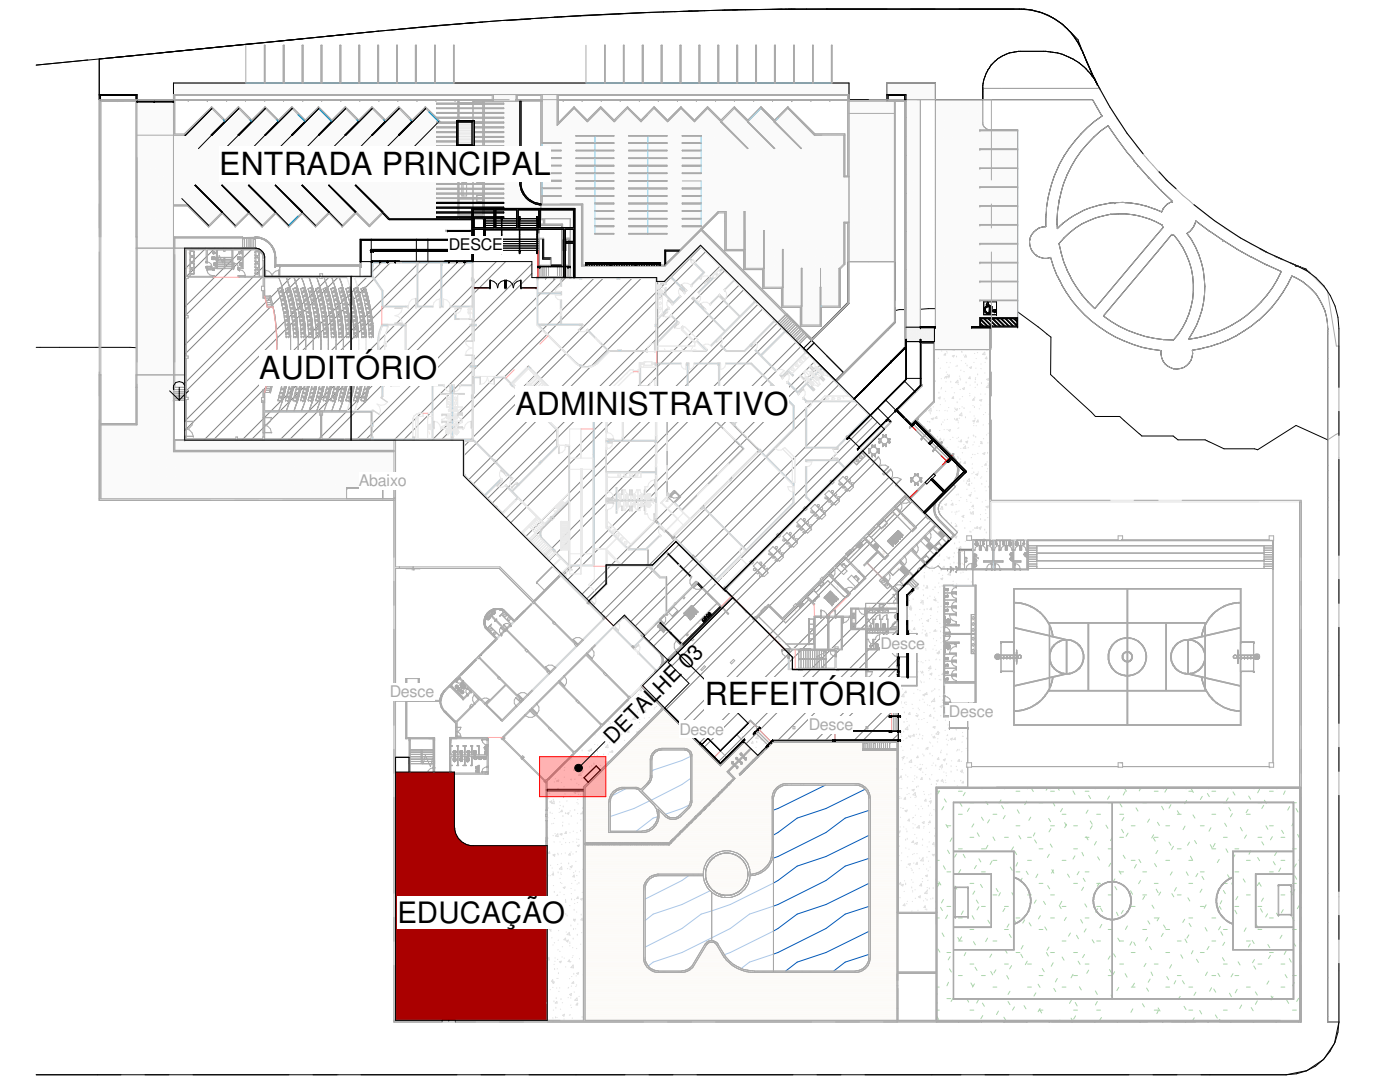 ENTRADA PRINCIPAL
DESCE
AUDITÓRIO
ADMINISTRATIVO
Abaixo
Desce
DETALHE 03
Desce
REFEITÓRIO
Desce
Desce
Desce
EDUCAÇÃO